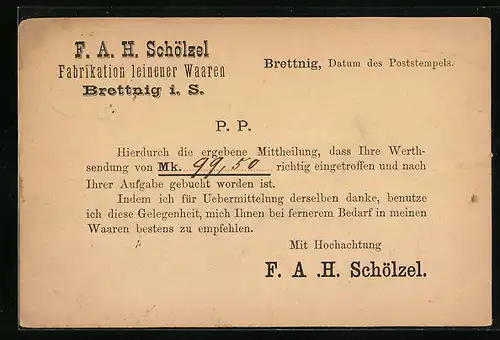 F. A. H. Schölzel
Fabrikation leinener Waaren
Brettnig i. S.
Brettnig, Datum des Poststempels.
P. P.
Hierdurch die ergebene Mittheilung, dass Ihre Werth-
sendung von Mk. 99,50 richtig eingetroffen und nach
Ihrer Aufgabe gebucht worden ist.
Indem ich für Uebermittelung derselben danke, benutze
ich diese Gelegenheit, mich Ihnen bei fernerem Bedarf in meinen
Waaren bestens zu empfehlen.
Mit Hochachtung
F. A .H. Schölzel.